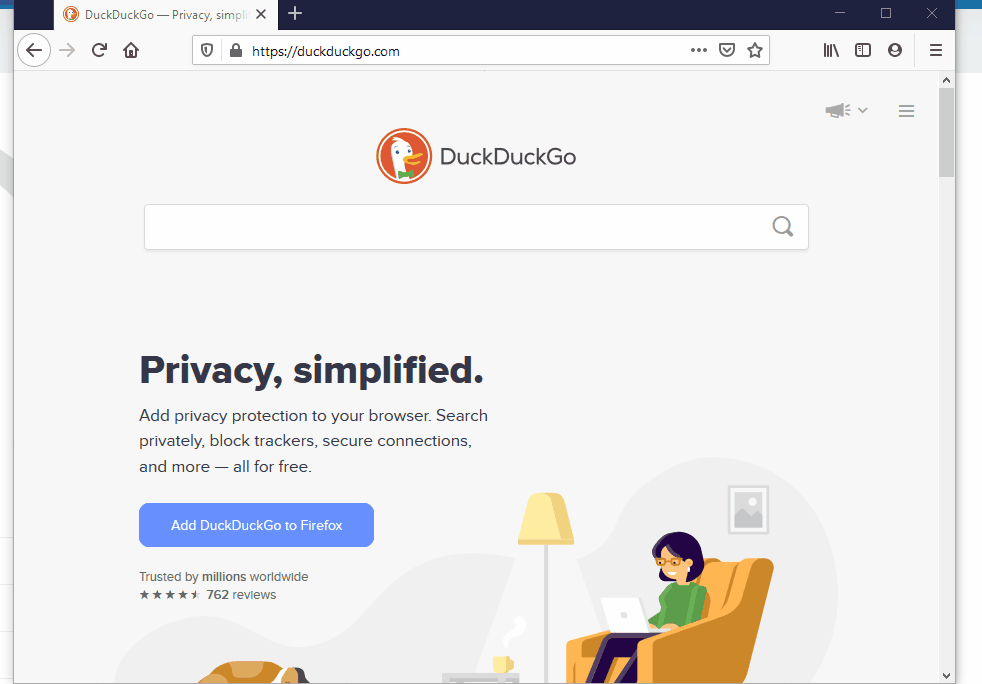 DuckDuckGo — Privacy, simpli
https://duckduckgo.com
DuckDuckGo
Privacy, simplified.
Add privacy protection to your browser. Search
privately, block trackers, secure connections,
and more — all for free.
Add DuckDuckGo to Firefox
Trusted by millions worldwide
762 reviews